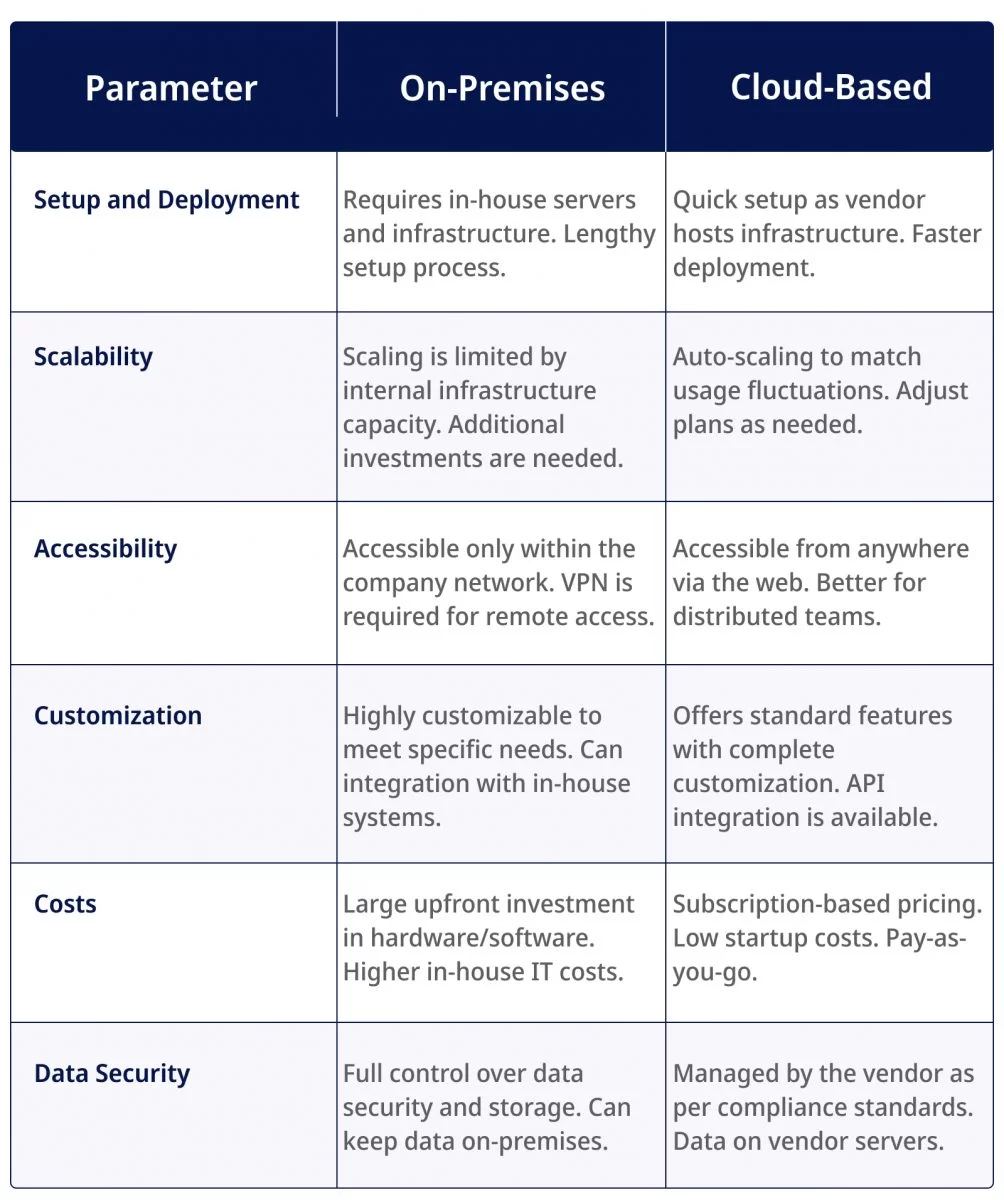 Parameter
On-Premises
Cloud-Based
Setup and Deployment
Requires in-house servers
and infrastructure. Lengthy
setup process.
Quick setup as vendor
hosts infrastructure. Faster
deployment.
Scalability
Scaling is limited by
internal infrastructure
capacity. Additional
investments are needed.
Auto-scaling to match
usage fluctuations. Adjust
plans as needed.
Accessibility
Accessible only within the
company network. VPN is
required for remote access.
Accessible from anywhere
via the web. Better for
distributed teams.
Customization
Highly customizable to
meet specific needs. Can
integration with in-house
systems.
Offers standard features
with complete
customization. API
integration is available.
Costs
Large upfront investment
in hardware/software.
Higher in-house IT costs.
Subscription-based pricing.
Low startup costs. Pay-as-
you-go.
Data Security
Full control over data
security and storage. Can
keep data on-premises.
Managed by the vendor as
per compliance standards.
Data on vendor servers.